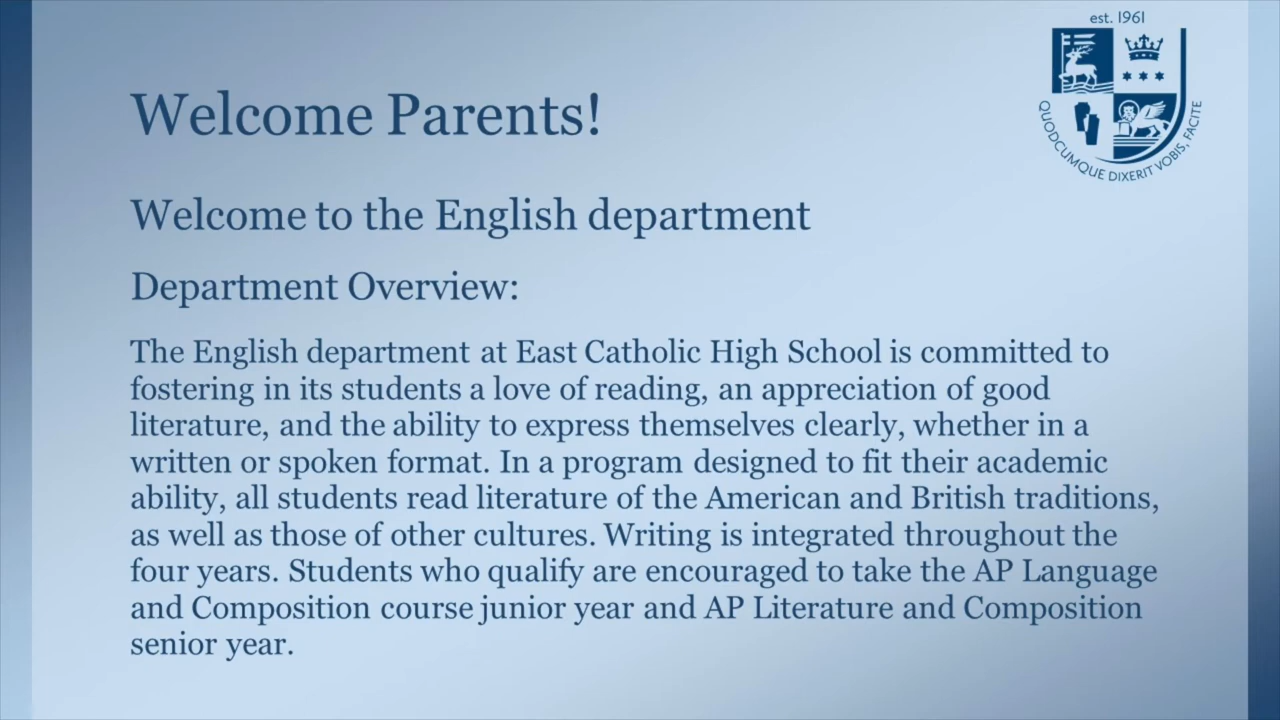 est. 1961
QUODCUMQUE DIXERIT VOBIS, FACITE
Welcome Parents!
Welcome to the English department
Department Overview:
The English department at East Catholic High School is committed to
fostering in its students a love of reading, an appreciation of good
literature, and the ability to express themselves clearly, whether in a
written or spoken format. In a program designed to fit their academic
ability, all students read literature of the American and British traditions,
as well as those of other cultures. Writing is integrated throughout the
four years. Students who qualify are encouraged to take the AP Language
and Composition course junior year and AP Literature and Composition
senior year.